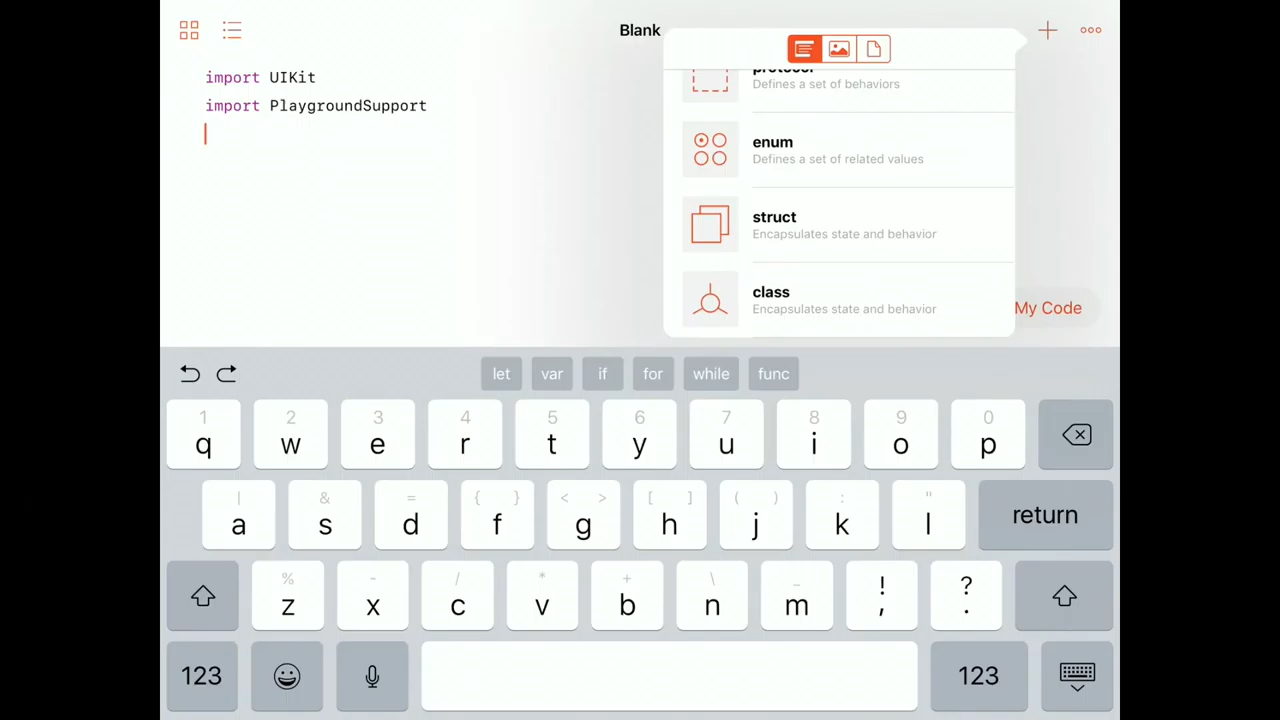 Blank
import UIKit
import PlaygroundSupport
protocol
Defines a set of behaviors
enum
Defines a set of related values
struct
Encapsulates state and behavior
class
Encapsulates state and behavior
My Code
let var if for while func
1 2 3 4 5 6 7 8 9 0
q w e r t y u i o p
| & = { } < > [ ] ( ) : "
a s d f g h j k l return
% - / * + \ _ ! ?
z x c v b n m , .
123 123